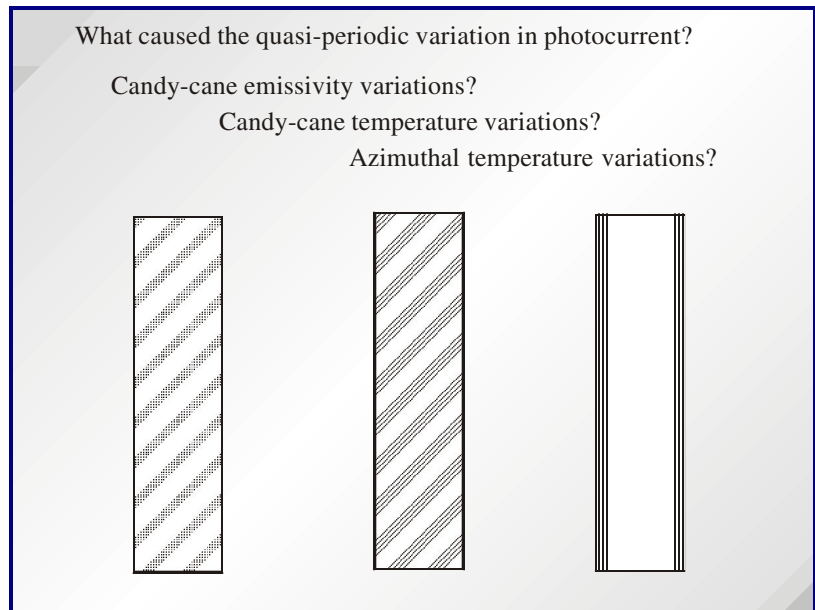 What caused the quasi-periodic variation in photocurrent?
Candy-cane emissivity variations?
Candy-cane temperature variations?
Azimuthal temperature variations?